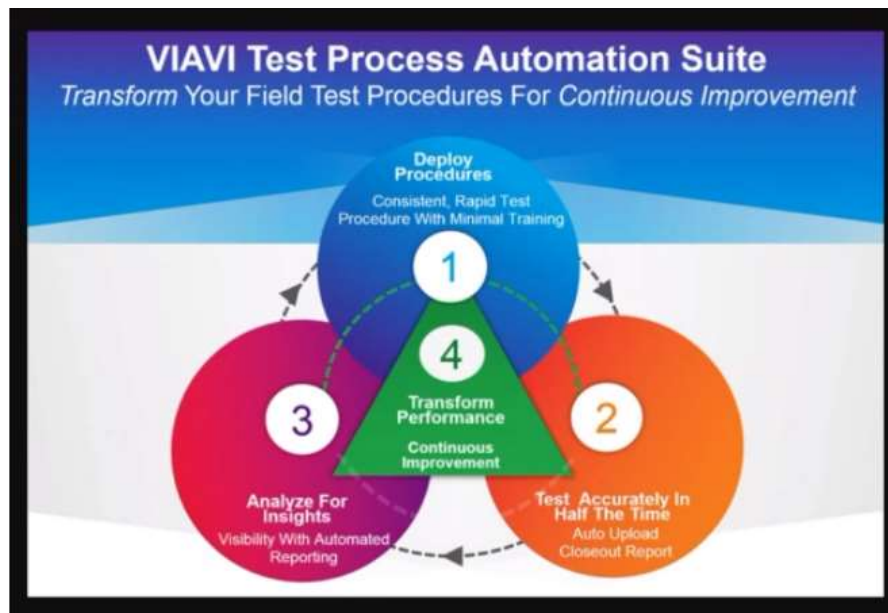 VIAVI Test Process Automation Suite
Transform Your Field Test Procedures For Continuous Improvement
Deploy
Procedures
Consistent, Rapid Test
Procedure With Minimal Training
1
4
Transform
Performance
Continuous
Improvement
3
Analyze For
Insights
Visibility With Automated
Reporting
2
Test Accurately In
Half The Time
Auto Upload
Closeout Report